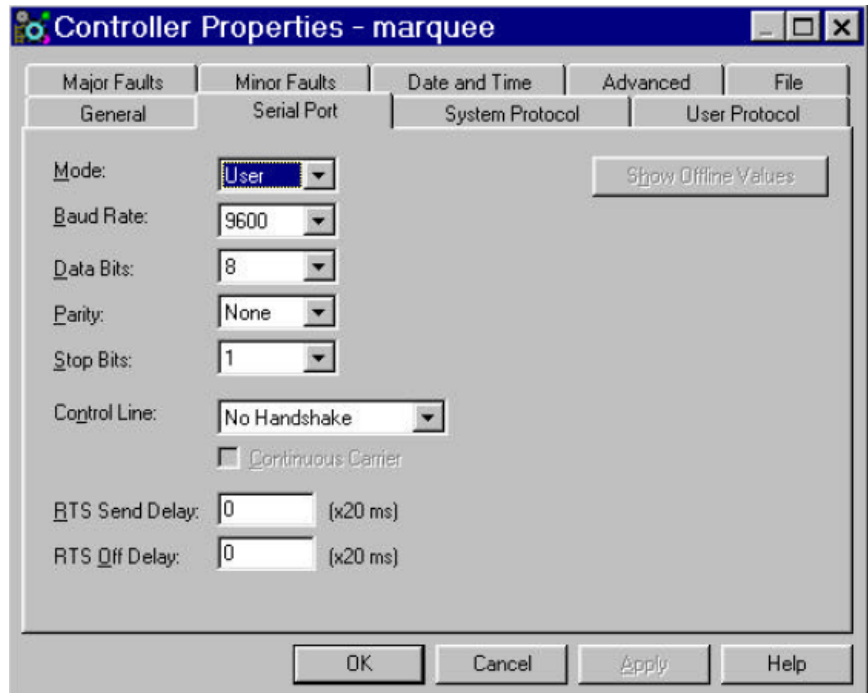 Controller Properties - marquee
Major Faults Minor Faults Date and Time Advanced File
General Serial Port System Protocol User Protocol
Mode: User Show Offline Values
Baud Rate: 9600
Data Bits: 8
Parity: None
Stop Bits: 1
Control Line: No Handshake
Continuous Carrier
RTS Send Delay: 0 (x20 ms)
RTS Off Delay: 0 (x20 ms)
OK Cancel Apply Help